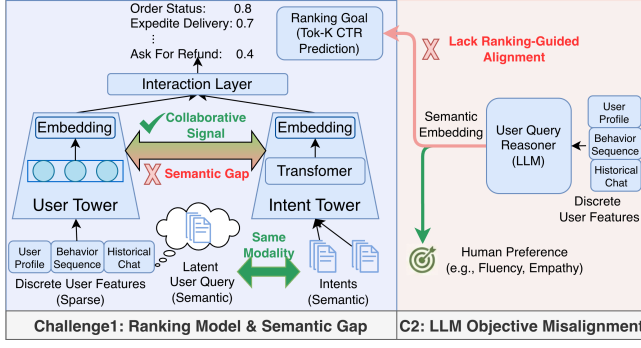 Order Status: 0.8
Expedite Delivery: 0.7
⋮
Ask For Refund: 0.4
Interaction Layer
Embedding
User Tower
Collaborative
Signal
Semantic Gap
Embedding
Transfomer
Intent Tower
User
Profile
Behavior
Sequence
Historical
Chat
Discrete User Features
(Sparse)
Latent
User Query
(Semantic)
Same
Modality
Intents
(Semantic)
Challenge1: Ranking Model & Semantic Gap
Ranking Goal
(Tok-K CTR
Prediction)
Lack Ranking-Guided
Alignment
Semantic
Embedding
User Query
Reasoner
(LLM)
User
Profile
Behavior
Sequence
Historical
Chat
Discrete
User Features
Human Preference
(e.g., Fluency, Empathy)
C2: LLM Objective Misalignment